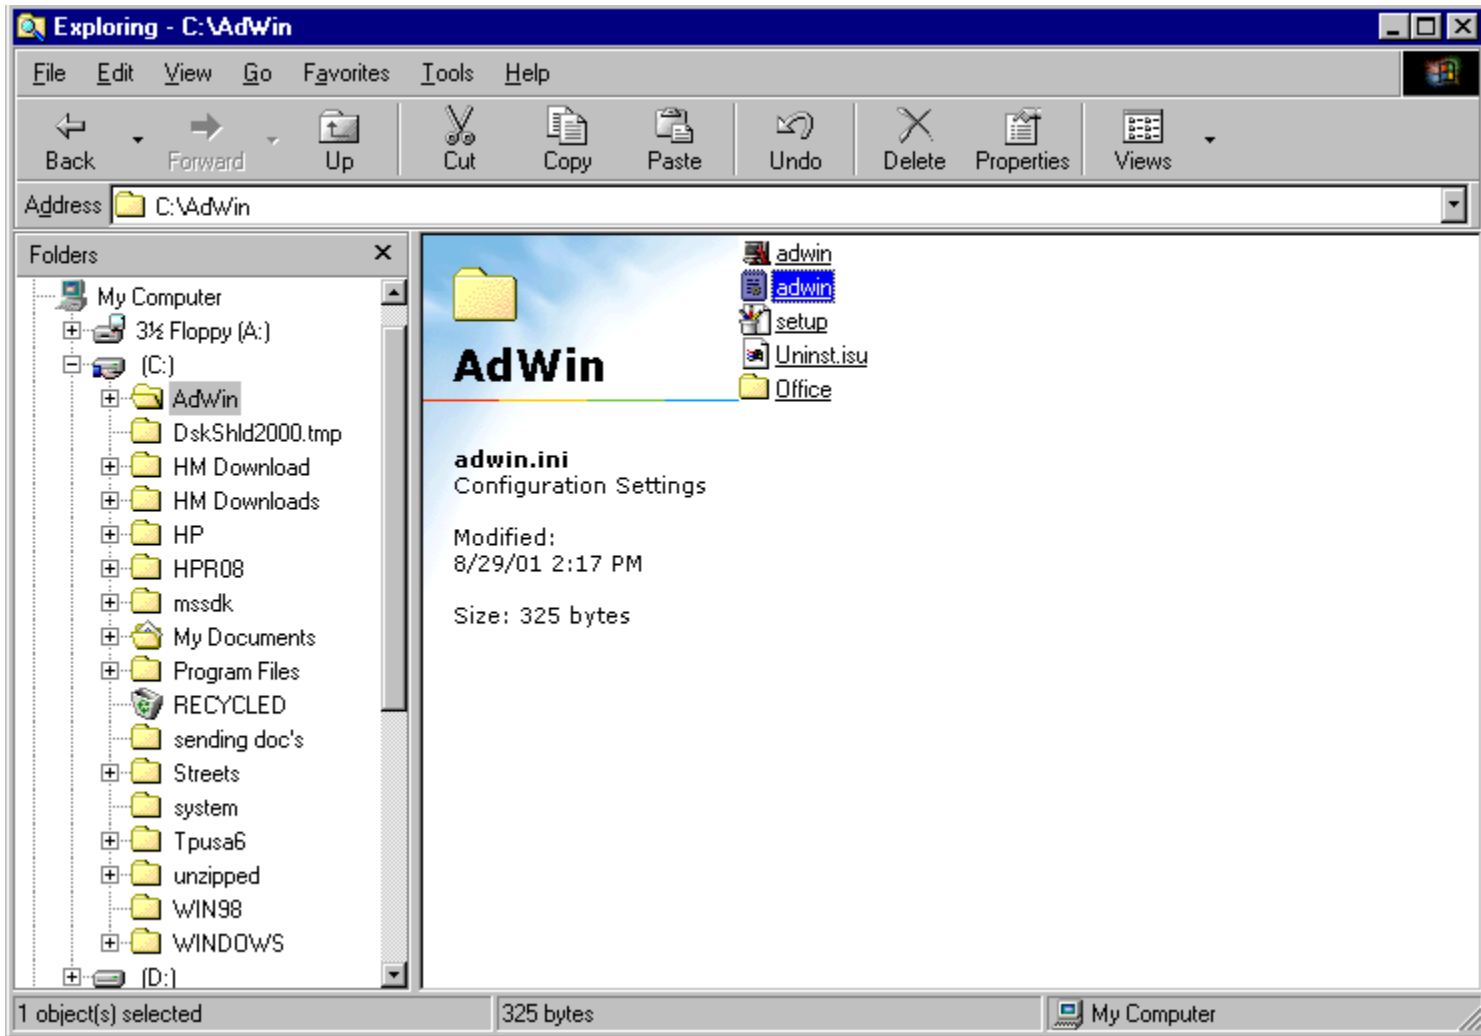 Exploring - C:\AdWin
File Edit View Go Favorites Tools Help
Back Forward Up Cut Copy Paste Undo Delete Properties Views
Address C:\AdWin
Folders
My Computer
3½ Floppy (A:)
(C:)
AdWin
DskShld2000.tmp
HM Download
HM Downloads
HP
HPR08
mssdk
My Documents
Program Files
RECYCLED
sending doc's
Streets
system
Tpusa6
unzipped
WIN98
WINDOWS
(D:)
AdWin
adwin.ini
Configuration Settings
Modified:
8/29/01 2:17 PM
Size: 325 bytes
adwin
adwin
setup
Uninst.isu
Office
1 object(s) selected 325 bytes My Computer